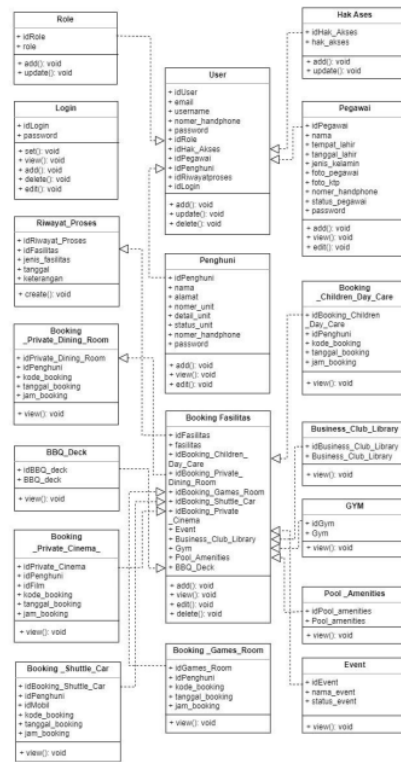 Role
+ idRole
+ role
+ add(): void
+ update(): void
Login
+ idLogin
+ password
+ set(): void
+ view(): void
+ add(): void
+ delete(): void
+ edit(): void
Riwayat_Proses
+ idRiwayat_Proses
+ idFasilitas
+ jenis_fasilitas
+ tanggal
+ keterangan
+ create(): void
Booking
_Private_Dining_Room
+ idPrivate_Dining_Room
+ idPenghuni
+ kode_booking
+ tanggal_booking
+ jam_booking
+ view(): void
BBQ_Deck
+ idBBQ_deck
+ BBQ_deck
+ view(): void
Booking
_Private_Cinema_
+ idPrivate_Cinema
+ idPenghuni
+ idFilm
+ kode_booking
+ tanggal_booking
+ jam_booking
+ view(): void
Booking _Shuttle_Car
+ idBooking_Shuttle_Car
+ idPenghuni
+ idMobil
+ kode_booking
+ tanggal_booking
+ jam_booking
+ view(): void
User
+ idUser
+ email
+ username
+ nomer_handphone
+ password
+ idRole
+ idHak_Akses
+ idPegawai
+ idPenghuni
+ idRiwayatproses
+ idLogin
+ add(): void
+ update(): void
+ delete(): void
Penghuni
+ idPenghuni
+ nama
+ alamat
+ nomer_unit
+ detail_unit
+ status_unit
+ nomer_handphone
+ password
+ add(): void
+ view(): void
+ edit(): void
Booking Fasilitas
+ idFasilitas
+ fasilitas
+ idBooking_Children_
Day_Care
+ idBooking_Private_
Dining_Room
+ idBooking_Games_Room
+ idBooking_Shuttle_Car
+ idBooking_Private
_Cinema
+ Event
+ Business_Club_Library
+ Gym
+ Pool_Amenities
+ BBQ_Deck
+ add(): void
+ view(): void
+ edit(): void
+ delete(): void
Booking _Games_Room
+ idGames_Room
+ idPenghuni
+ kode_booking
+ tanggal_booking
+ jam_booking
+ view(): void
Hak Ases
+ idHak_Akses
+ hak_akses
+ add(): void
+ update(): void
Pegawai
+ idPegawai
+ nama
+ tempat_lahir
+ tanggal_lahir
+ jenis_kelamin
+ foto_pegawai
+ foto_ktp
+ nomer_handphone
+ status_pegawai
+ password
+ add(): void
+ view(): void
+ edit(): void
Booking
_Children_Day_Care
+ idBooking_Children
_Day_Care
+ idPenghuni
+ kode_booking
+ tanggal_booking
+ jam_booking
+ view(): void
Business_Club_Library
+ idBusiness_Club_Library
+ Business_Club_Library
+ view(): void
GYM
+ idGym
+ Gym
+ view(): void
Pool _Amenities
+ idPool_amenities
+ Pool_amenities
+ view(): void
Event
+ idEvent
+ nama_event
+ status_event
+ view(): void